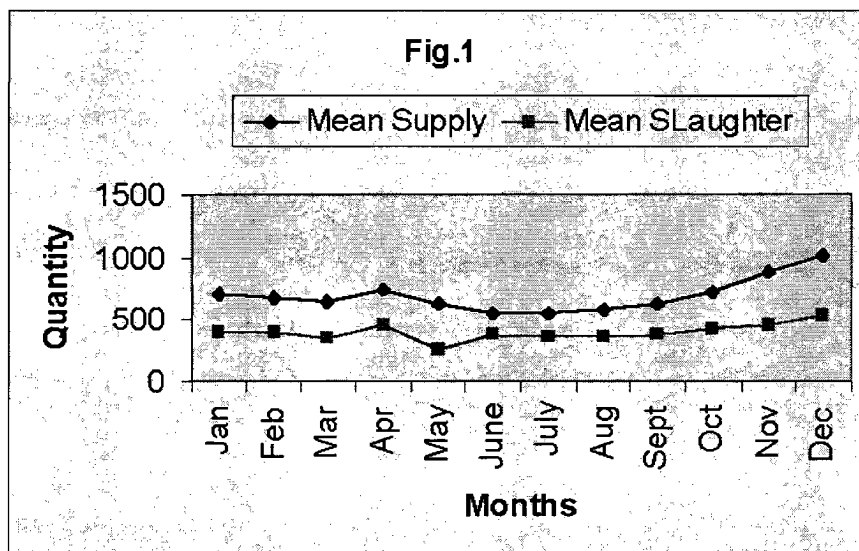 Fig.1
Mean Supply Mean SLaughter
1500
1000
500
0
Quantity
Jan Feb Mar Apr May June July Aug Sept Oct Nov Dec
Months